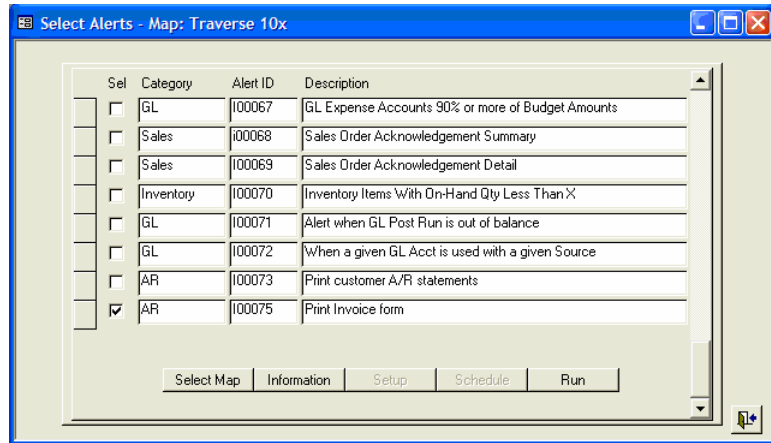 Select Alerts - Map: Traverse 10x
Sel Category Alert ID Description
GL I00067 GL Expense Accounts 90% or more of Budget Amounts
Sales i00068 Sales Order Acknowledgement Summary
Sales I00069 Sales Order Acknowledgement Detail
Inventory I00070 Inventory Items With On-Hand Qty Less Than X
GL I00071 Alert when GL Post Run is out of balance
GL I00072 When a given GL Acct is used with a given Source
AR I00073 Print customer A/R statements
AR I00075 Print Invoice form
Select Map Information Setup Schedule Run